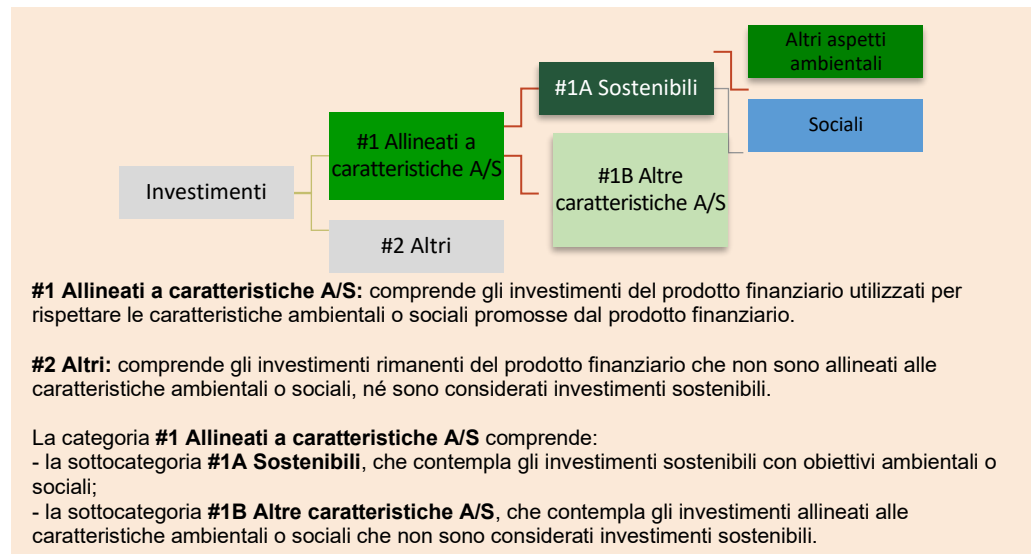 Altri aspetti
ambientali
#1A Sostenibili
Sociali
#1 Allineati a
caratteristiche A/S
#1B Altre
caratteristiche A/S
Investimenti
#2 Altri
#1 Allineati a caratteristiche A/S: comprende gli investimenti del prodotto finanziario utilizzati per
rispettare le caratteristiche ambientali o sociali promosse dal prodotto finanziario.
#2 Altri: comprende gli investimenti rimanenti del prodotto finanziario che non sono allineati alle
caratteristiche ambientali o sociali, né sono considerati investimenti sostenibili.
La categoria #1 Allineati a caratteristiche A/S comprende:
- la sottocategoria #1A Sostenibili, che contempla gli investimenti sostenibili con obiettivi ambientali o
sociali;
- la sottocategoria #1B Altre caratteristiche A/S, che contempla gli investimenti allineati alle
caratteristiche ambientali o sociali che non sono considerati investimenti sostenibili.